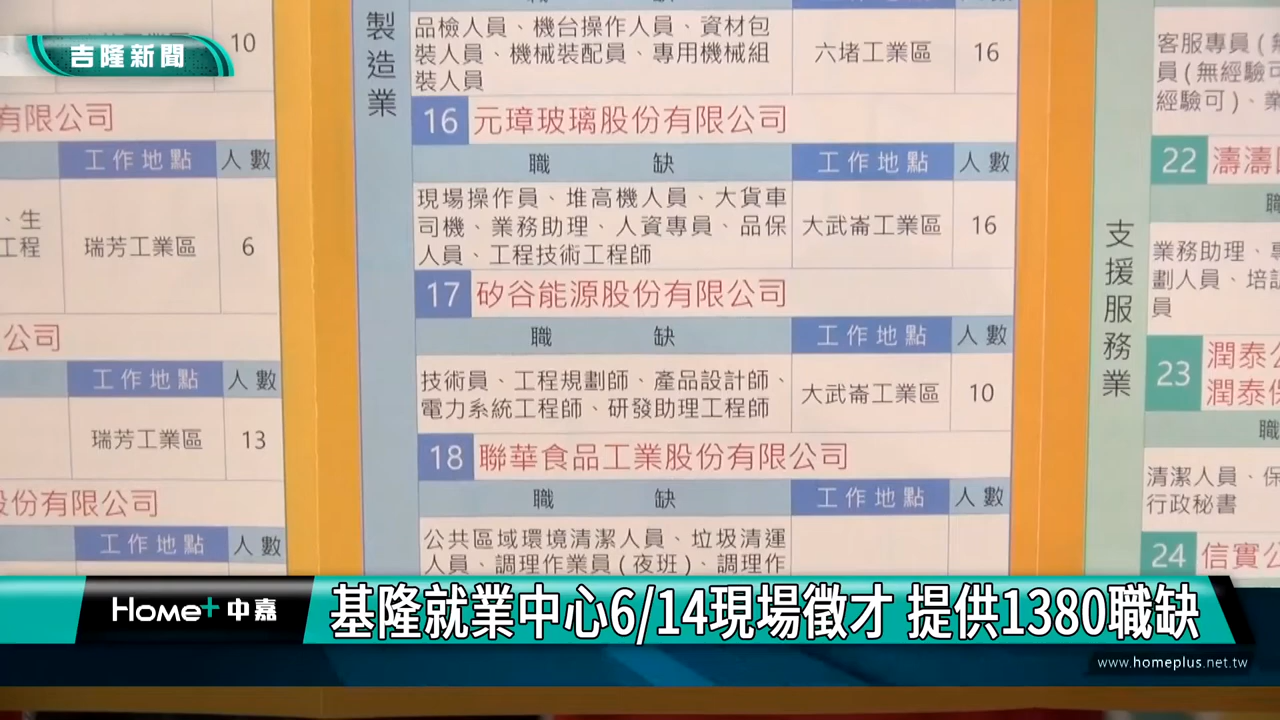 吉隆新聞
10
有限公司
工作地點 人數
、生
工程
瑞芳工業區 6
公司
工作地點 人數
瑞芳工業區 13
股份有限公司
工作地點 人數
製造業
品檢人員、機台操作人員、資材包
裝人員、機械裝配員、專用機械組
裝人員
六堵工業區 16
16 元璋玻璃股份有限公司
職缺 工作地點 人數
現場操作員、堆高機人員、大貨車
司機、業務助理、人資專員、品保
人員、工程技術工程師
大武崙工業區 16
17 矽谷能源股份有限公司
職缺 工作地點 人數
技術員、工程規劃師、產品設計師、
電力系統工程師、研發助理工程師
大武崙工業區 10
18 聯華食品工業股份有限公司
職缺 工作地點 人數
公共區域環境清潔人員、垃圾清運
人員、調理作業員(夜班)、調理作
支援服務業
客服專員(
員(無經驗可
經驗可)、業
22 濤濤
職
業務助理、
劃人員、培訓
員
23 潤泰公
潤泰保
職
清潔人員、保
行政秘書
24 信實公
Home+中嘉
基隆就業中心6/14現場徵才 提供1380職缺
www.homeplus.net.tw